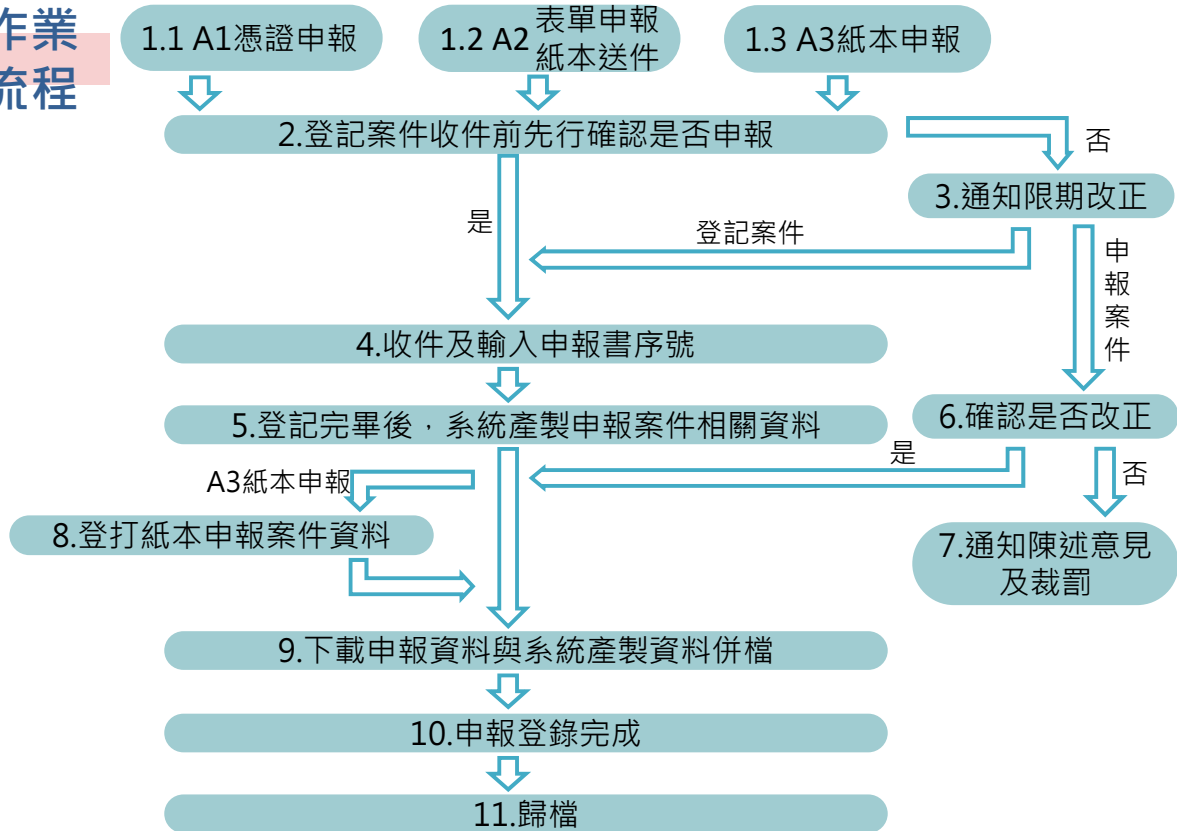 作業
流程
1.1 A1憑證申報
1.2 A2
表單申報
紙本送件
1.3 A3紙本申報
2.登記案件收件前先行確認是否申報
否
3.通知限期改正
是
登記案件
申報案件
4.收件及輸入申報書序號
5.登記完畢後，系統產製申報案件相關資料
6.確認是否改正
是
否
A3紙本申報
8.登打紙本申報案件資料
7.通知陳述意見
及裁罰
9.下載申報資料與系統產製資料併檔
10.申報登錄完成
11.歸檔